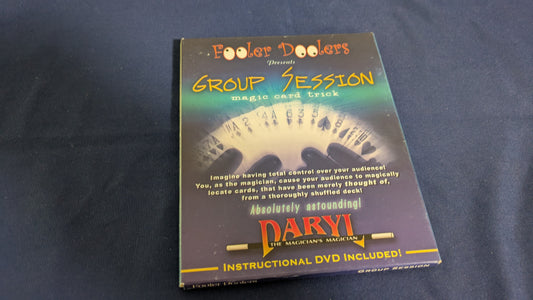 Fooler Doolers
Presents
GROUP SESSION
magic card trick
Imagine having total control over your audience!
You, as the magician, cause your audience to magically
locate cards, that have been merely thought of,
from a thoroughly shuffled deck!
Absolutely astounding!
DARYL
THE MAGICIAN'S MAGICIAN
INSTRUCTIONAL DVD INCLUDED!
Fooler Doolers
GROUP SESSION